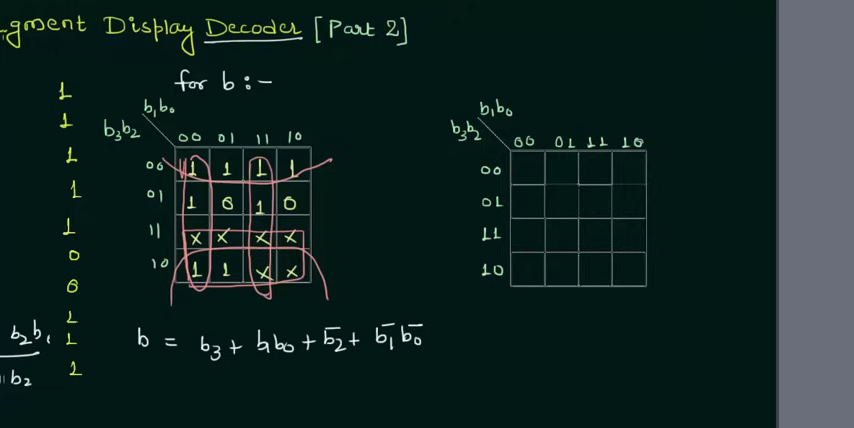 gment Display Decoder [Part 2]
for b :-
1
1
1
1
1
0
0
1
1
1
b₁b₀
b₃b₂
00 01 11 10
00 1 1 1 1
01 1 0 1 0
11 x x x x
10 1 1 x x
b = b₃ + b₁b₀ + b̅₂ + b̅₁b̅₀
b₂b₁
b₂
b₁b₀
b₃b₂
00 01 11 10
00
01
11
10